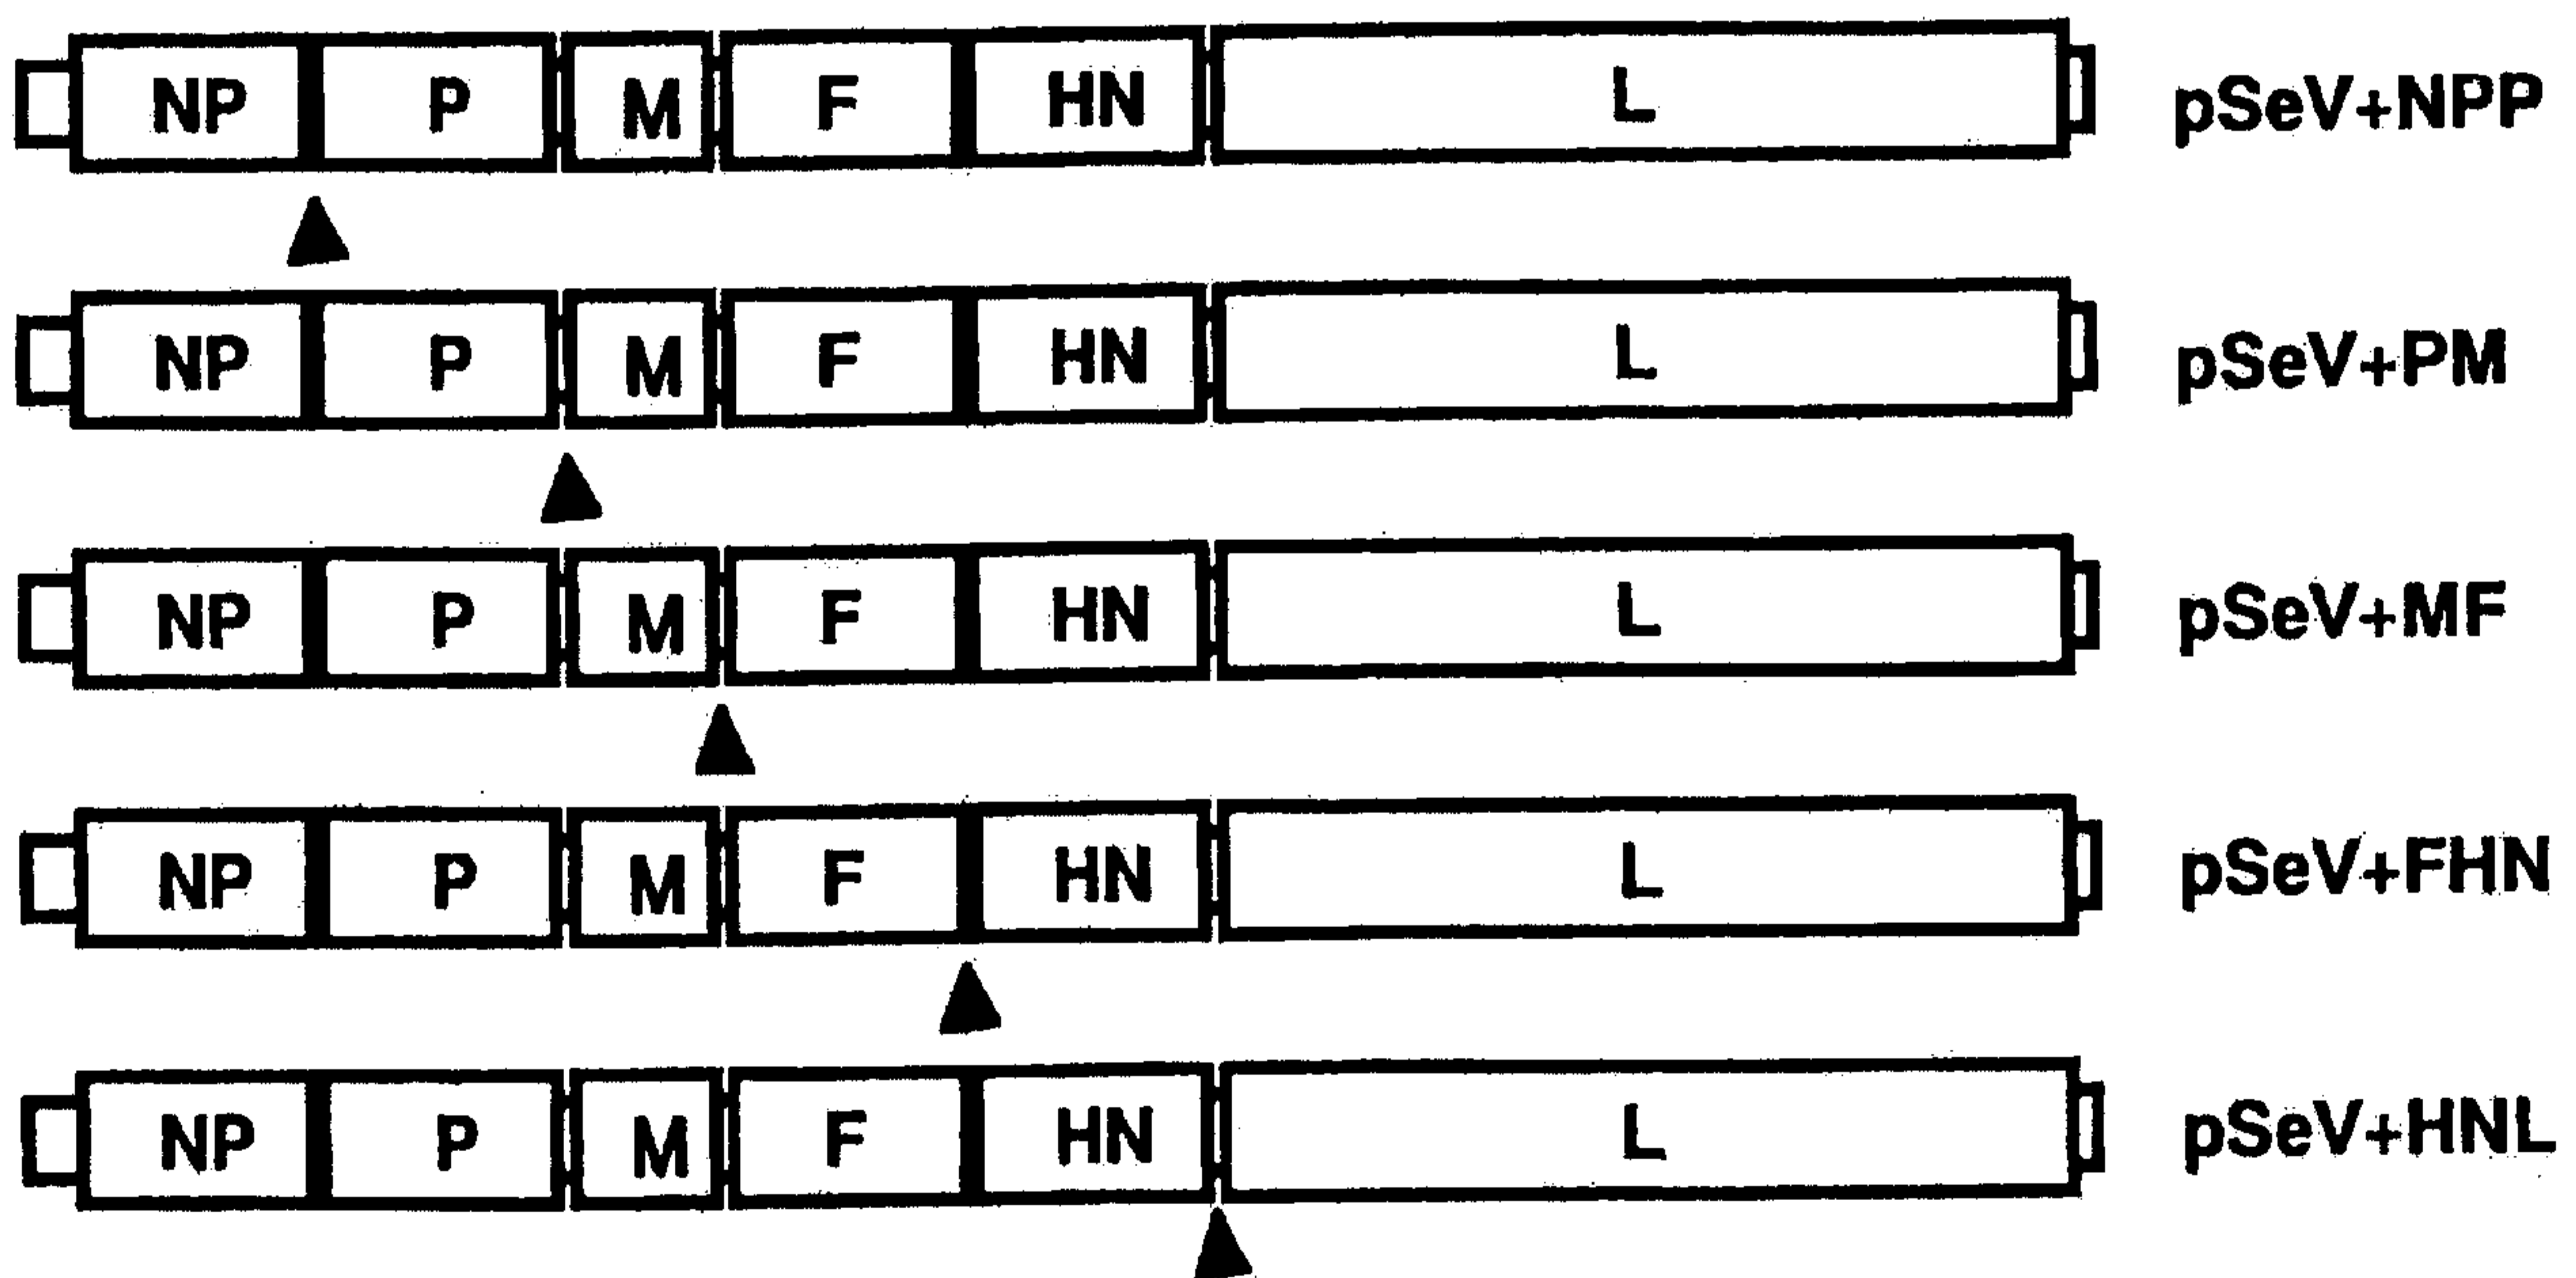 NP P M F HN L pSeV+NPP
NP P M F HN L pSeV+PM
NP P M F HN L pSeV+MF
NP P M F HN L pSeV+FHN
NP P M F HN L pSeV+HNL